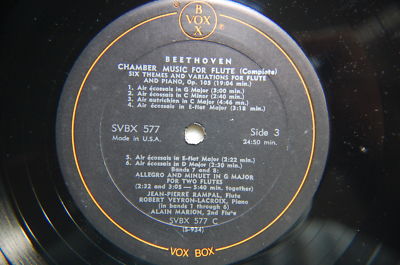 B
VOX
X
BEETHOVEN
CHAMBER MUSIC FOR FLUTE (Complete)
SIX THEMES AND VARIATIONS FOR FLUTE
AND PIANO, Op. 105 (19:04 min.)
1. Air écossais in G Major (3:00 min.)
2. Air écossais in C Minor (2:40 min.)
3. Air autrichien in C Major (4:46 mn.)
4. Air écossais in E-flat Major (3:18 min.)
SVBX 577
Made in U.S.A.
Side 3
24:50 min.
5. Air écossais in E-flat Major (2:22 min.)
6. Air écossais in D Major (2:30 min.)
Bands 7 and 8:
ALLEGRO AND MINUET IN G MAJOR
FOR TWO FLUTES
(2:32 and 3:05 — 5:40 min. together)
JEAN-PIERRE RAMPAL, Flute
ROBERT VEYRON-LACROIX, Piano
(in bands 1 through 6)
ALAIN MARION, 2nd Flute
SVBX 577 C
(S-934)
VOX BOX